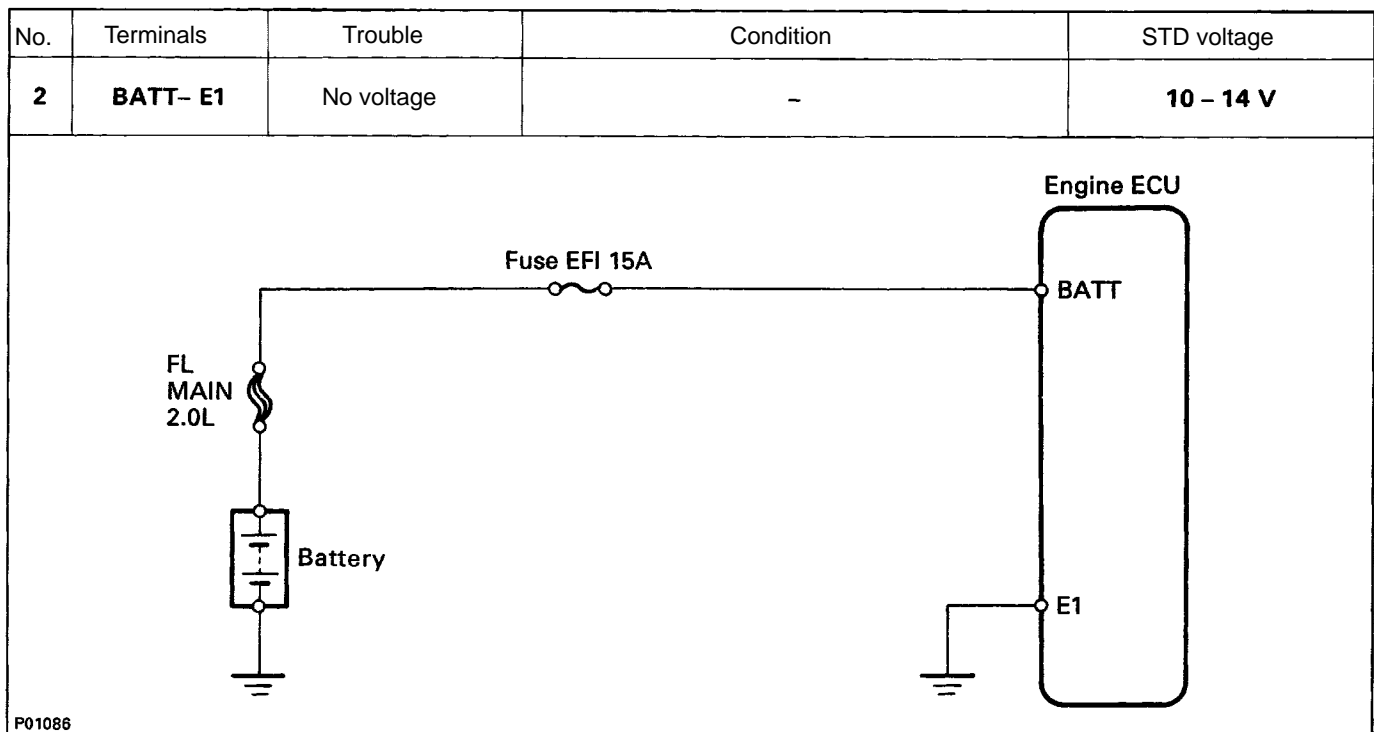 No. Terminals Trouble Condition STD voltage
2 BATT– E1 No voltage – 10 – 14 V
Engine ECU
Fuse EFI 15A
BATT
FL
MAIN
2.0L
Battery
E1
P01086